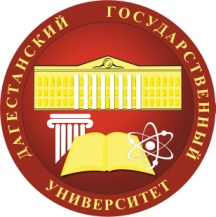 ДАГЕСТАНСКИЙ ГОСУДАРСТВЕННЫЙ
УНИВЕРСИТЕТ